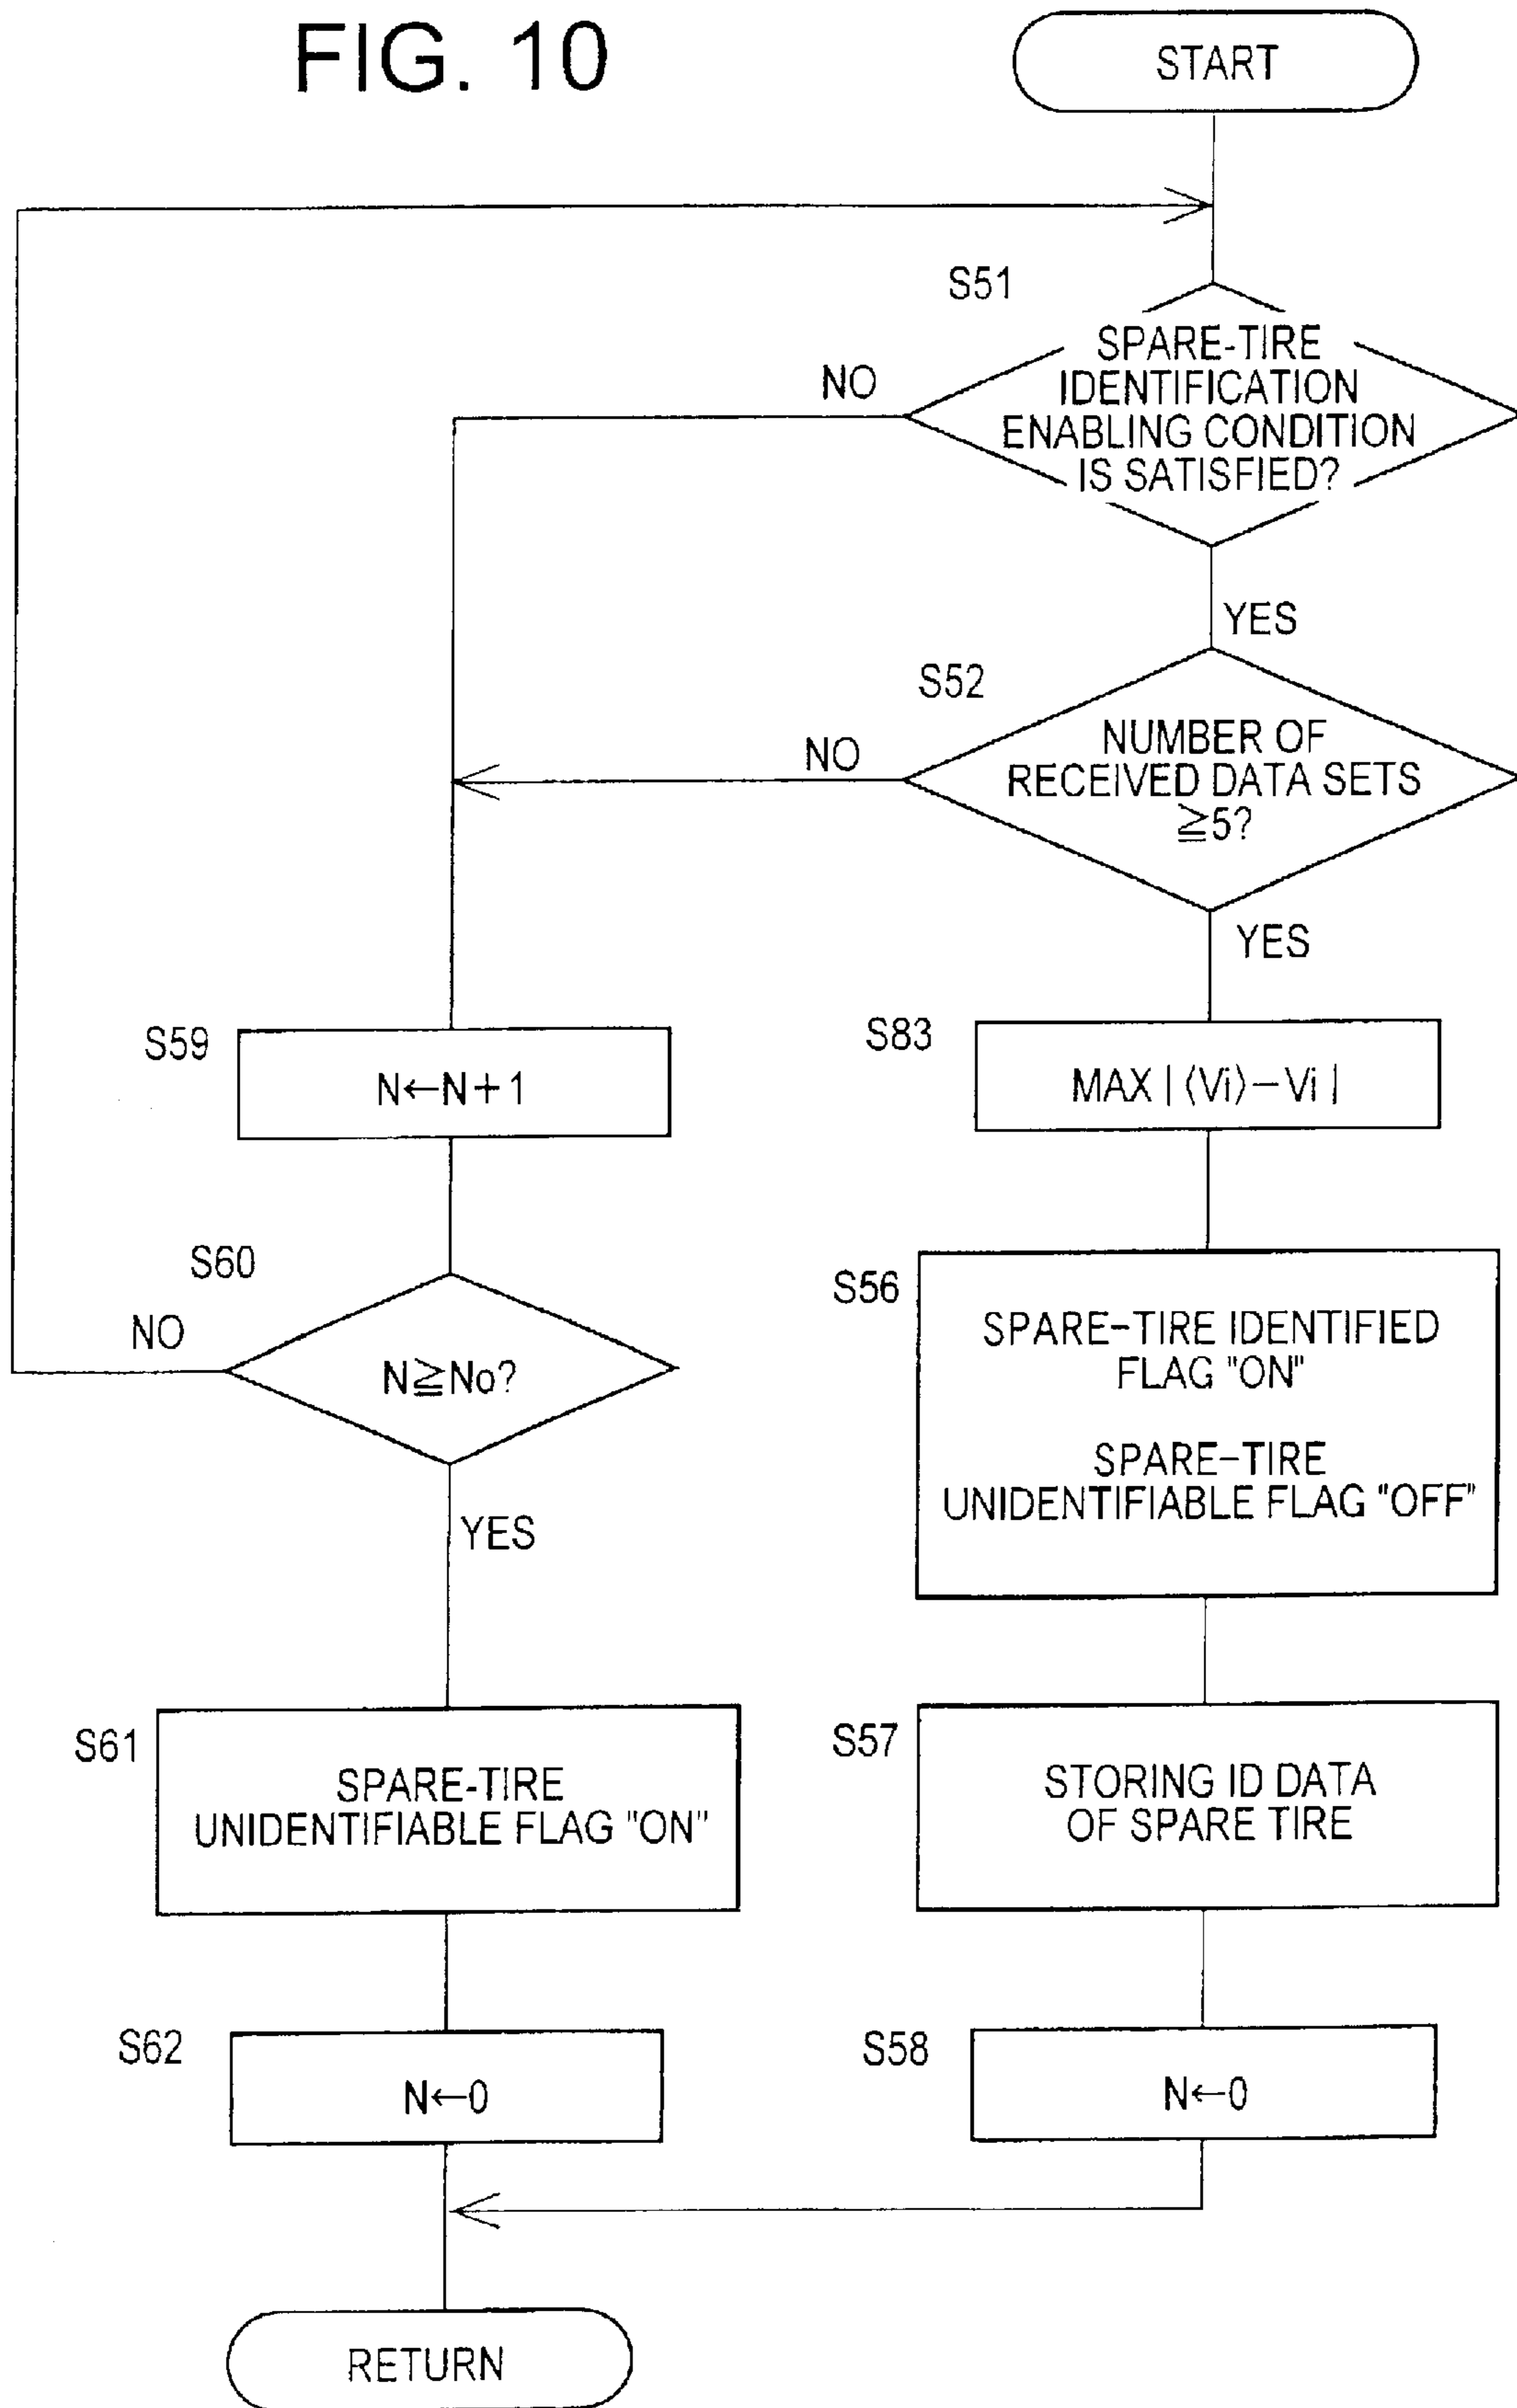 FIG. 10
START
S51
SPARE-TIRE
IDENTIFICATION
ENABLING CONDITION
IS SATISFIED?
NO
YES
S52
NUMBER OF
RECEIVED DATA SETS
≧5?
NO
YES
S59
N←N+1
S83
MAX | ⟨Vi⟩-Vi |
S60
N≧No?
NO
YES
S56
SPARE-TIRE IDENTIFIED
FLAG "ON"
SPARE-TIRE
UNIDENTIFIABLE FLAG "OFF"
S61
SPARE-TIRE
UNIDENTIFIABLE FLAG "ON"
S57
STORING ID DATA
OF SPARE TIRE
S62
N←0
S58
N←0
RETURN